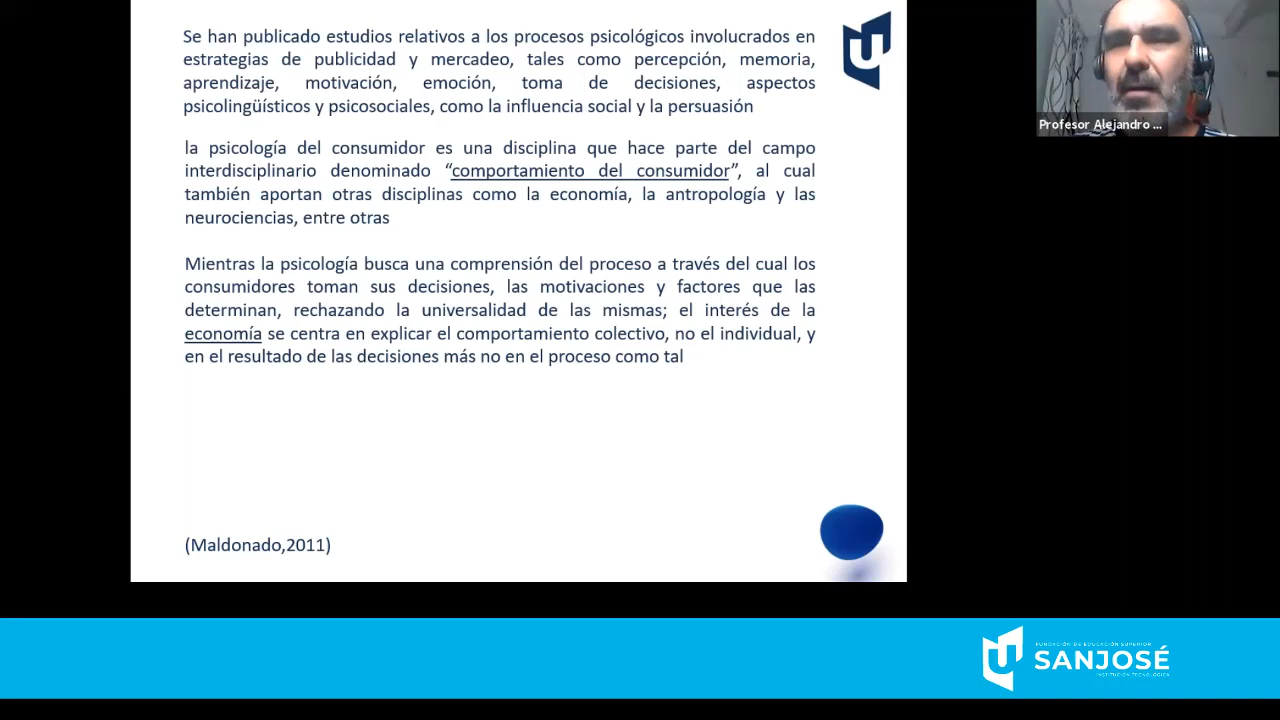 Se han publicado estudios relativos a los procesos psicológicos involucrados en
estrategias de publicidad y mercadeo, tales como percepción, memoria,
aprendizaje, motivación, emoción, toma de decisiones, aspectos
psicolingüísticos y psicosociales, como la influencia social y la persuasión
la psicología del consumidor es una disciplina que hace parte del campo
interdisciplinario denominado “comportamiento del consumidor”, al cual
también aportan otras disciplinas como la economía, la antropología y las
neurociencias, entre otras
Mientras la psicología busca una comprensión del proceso a través del cual los
consumidores toman sus decisiones, las motivaciones y factores que las
determinan, rechazando la universalidad de las mismas; el interés de la
economía se centra en explicar el comportamiento colectivo, no el individual, y
en el resultado de las decisiones más no en el proceso como tal
(Maldonado,2011)
Profesor Alejandro ...
FUNDACIÓN DE EDUCACIÓN SUPERIOR
SANJOSÉ
INSTITUCIÓN TECNOLÓGICA